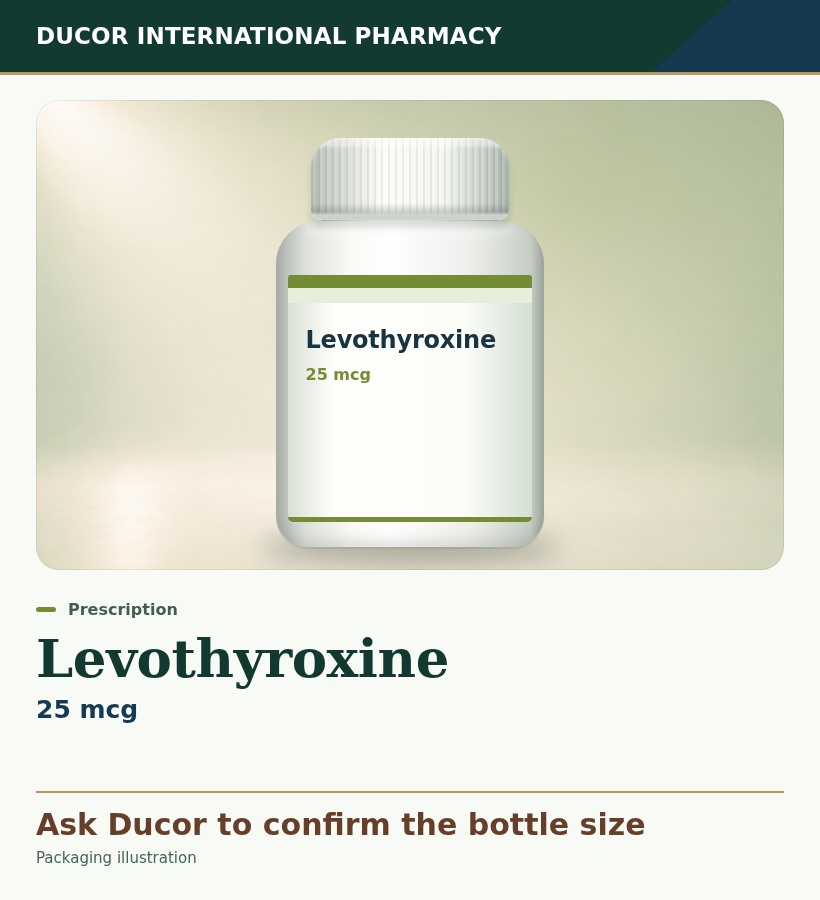 DUCOR INTERNATIONAL PHARMACY
Levothyroxine
25 mcg
Prescription
Levothyroxine
25 mcg
Ask Ducor to confirm the bottle size
Packaging illustration